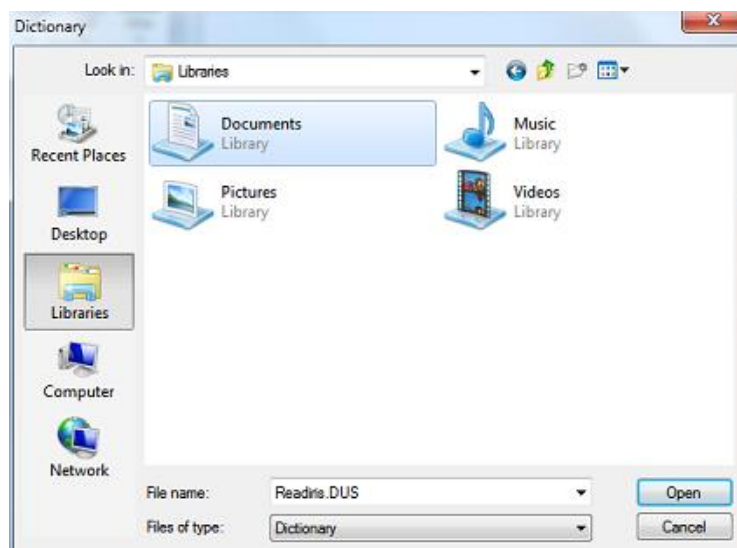 Dictionary
Look in: Libraries
Recent Places
Desktop
Libraries
Computer
Network
Documents
Library
Music
Library
Pictures
Library
Videos
Library
File name: Readiris.DUS Open
Files of type: Dictionary Cancel